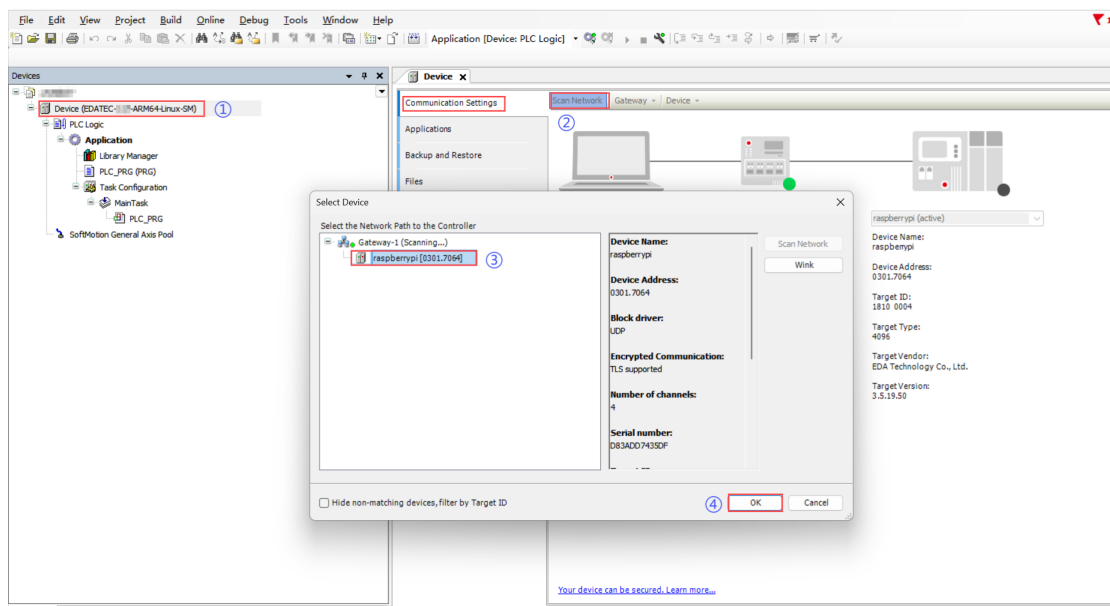 File Edit View Project Build Online Debug Tools Window Help
Application [Device: PLC Logic]
Devices
Device
Device (EDATEC- -ARM64-Linux-SM)
①
PLC Logic
Application
Library Manager
PLC_PRG (PRG)
Task Configuration
MainTask
PLC_PRG
SoftMotion General Axis Pool
Communication Settings
Applications
Backup and Restore
Files
Scan Network Gateway Device
②
Select Device
Select the Network Path to the Controller
Gateway-1 (Scanning...)
raspberrypi [0301.7064]
③
Device Name:
raspberrypi
Device Address:
0301.7064
Block driver:
UDP
Encrypted Communication:
TLS supported
Number of channels:
4
Serial number:
D83ADD7435DF
Scan Network
Wink
Hide non-matching devices, filter by Target ID
④
OK
Cancel
raspberrypi (active)
Device Name:
raspberrypi
Device Address:
0301.7064
Target ID:
1810 0004
Target Type:
4096
Target Vendor:
EDA Technology Co., Ltd.
Target Version:
3.5.19.50
Your device can be secured. Learn more...